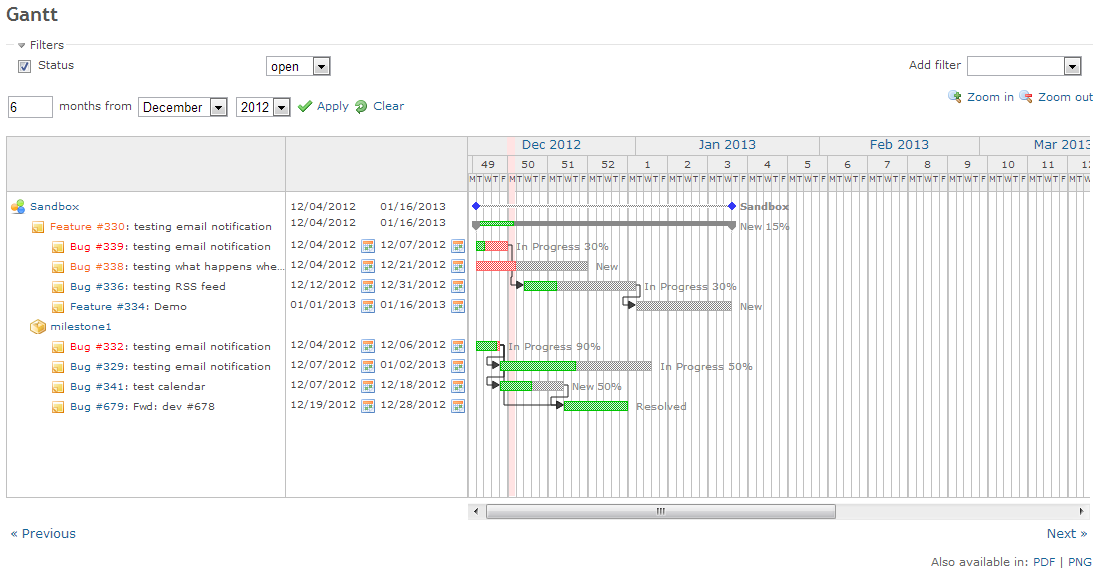 Gantt
Filters
Status open Add filter
6 months from December 2012 Apply Clear Zoom in Zoom out
Dec 2012 Jan 2013 Feb 2013 Mar 2013
49 50 51 52 1 2 3 4 5 6 7 8 9 10 11 12
M T W T F M T W T F M T W T F M T W T F M T W T F M T W T F M T W T F M T W T F M T W T F M T W T F M T W T F M T W T F M T W T F M T W T F M T W T F M T
Sandbox 12/04/2012 01/16/2013 Sandbox
Feature #330: testing email notification 12/04/2012 01/16/2013 New 15%
Bug #339: testing email notification 12/04/2012 12/07/2012 In Progress 30%
Bug #338: testing what happens whe... 12/04/2012 12/21/2012 New
Bug #336: testing RSS feed 12/12/2012 12/31/2012 In Progress 30%
Feature #334: Demo 01/01/2013 01/16/2013 New
milestone1
Bug #332: testing email notification 12/04/2012 12/06/2012 In Progress 90%
Bug #329: testing email notification 12/07/2012 01/02/2013 In Progress 50%
Bug #341: test calendar 12/07/2012 12/18/2012 New 50%
Bug #679: Fwd: dev #678 12/19/2012 12/28/2012 Resolved
« Previous Next »
Also available in: PDF | PNG